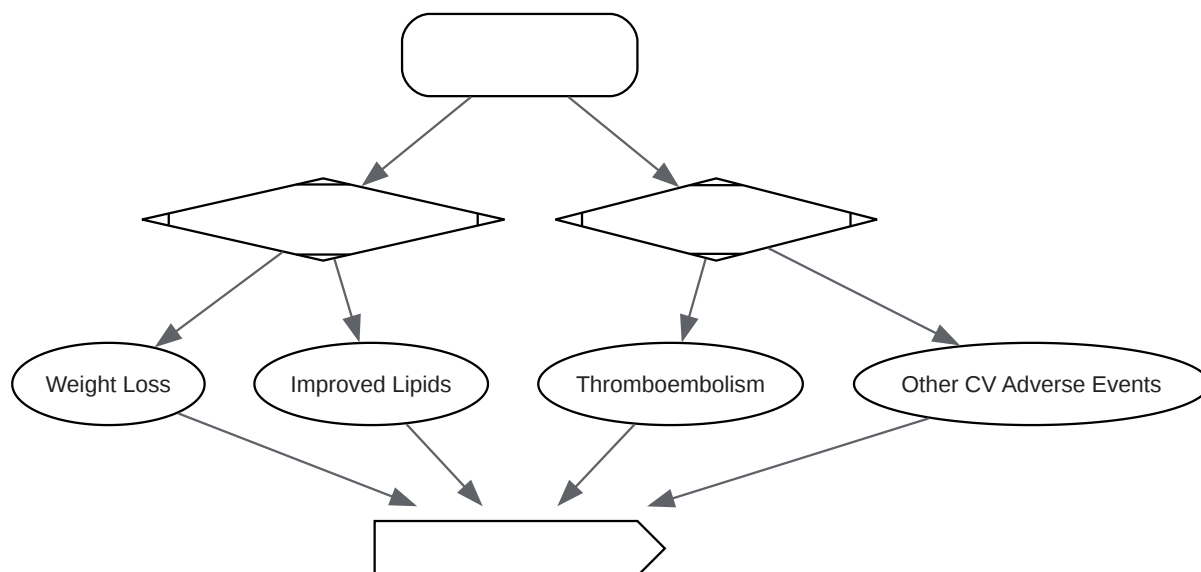 Weight Loss
Improved Lipids
Thromboembolism
Other CV Adverse Events